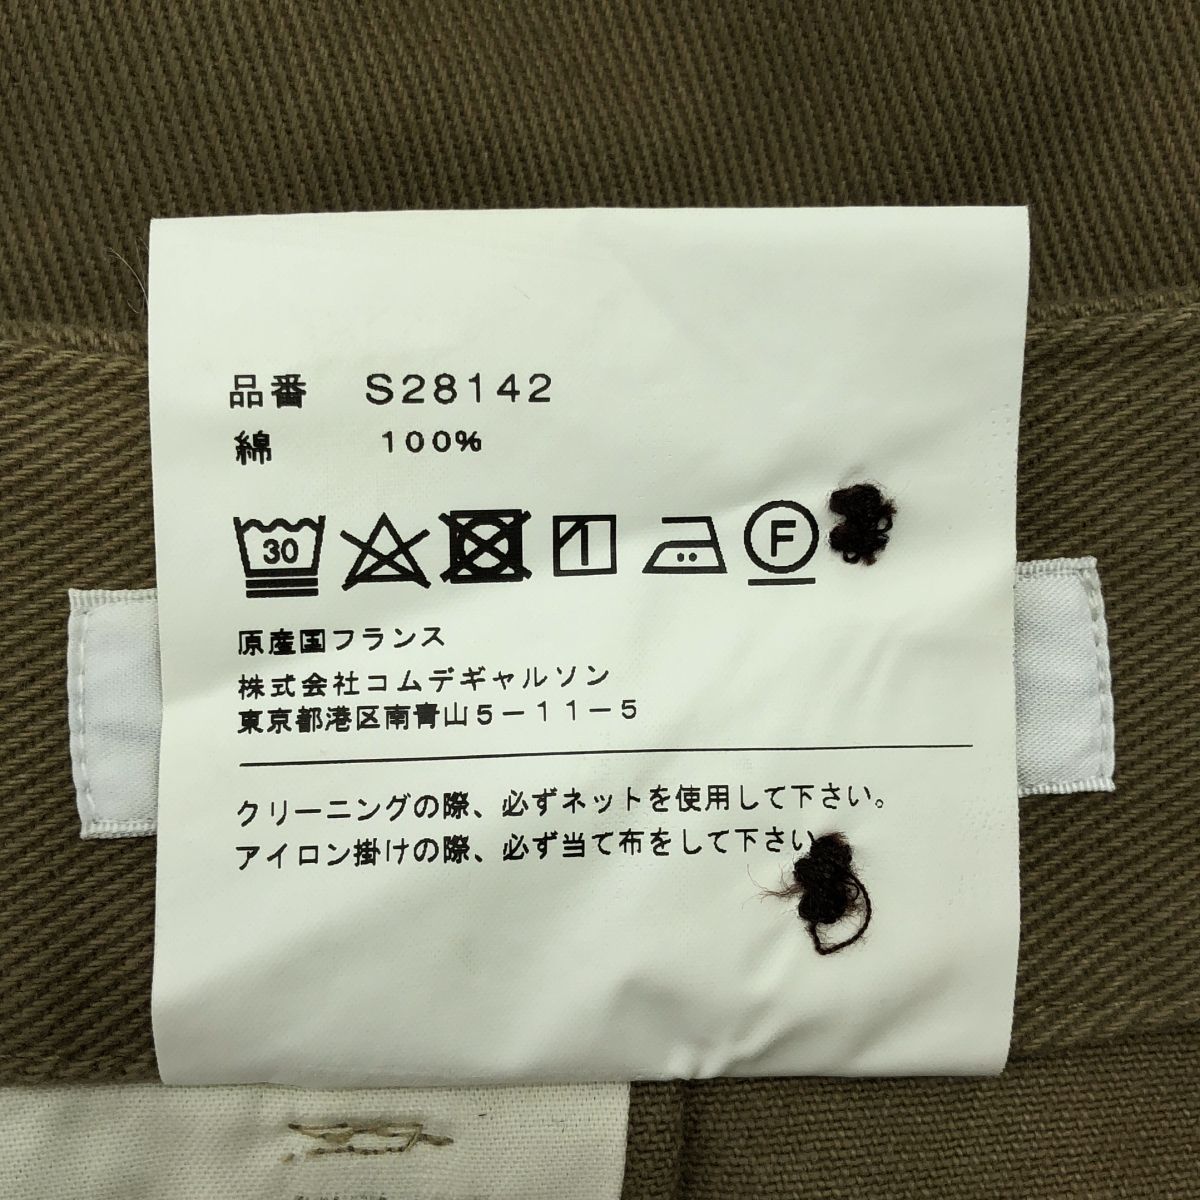 品番 S28142
綿 100%
30 F
原産国フランス
株式会社コムデギャルソン
東京都港区南青山5-11-5
クリーニングの際、必ずネットを使用して下さい。
アイロン掛けの際、必ず当て布をして下さい